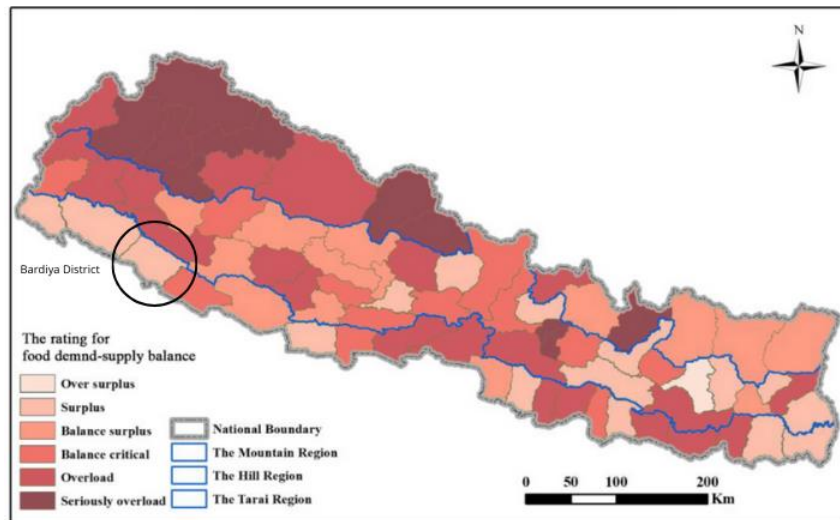 N
Bardiya District
The rating for
food demnd-supply balance
Over surplus
Surplus
Balance surplus
Balance critical
Overload
Seriously overload
National Boundary
The Mountain Region
The Hill Region
The Tarai Region
0 50 100 200
Km